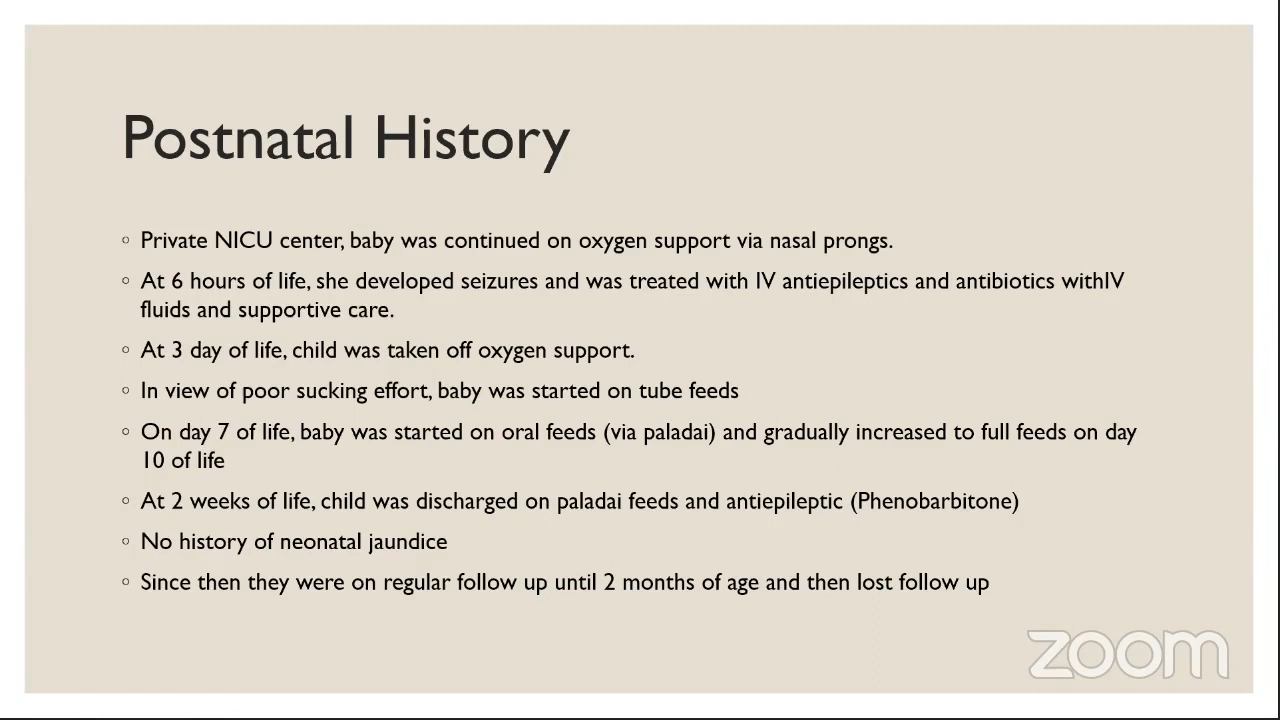 Postnatal History
◦ Private NICU center, baby was continued on oxygen support via nasal prongs.
◦ At 6 hours of life, she developed seizures and was treated with IV antiepileptics and antibiotics withIV
fluids and supportive care.
◦ At 3 day of life, child was taken off oxygen support.
◦ In view of poor sucking effort, baby was started on tube feeds
◦ On day 7 of life, baby was started on oral feeds (via paladai) and gradually increased to full feeds on day
10 of life
◦ At 2 weeks of life, child was discharged on paladai feeds and antiepileptic (Phenobarbitone)
◦ No history of neonatal jaundice
◦ Since then they were on regular follow up until 2 months of age and then lost follow up
zoom